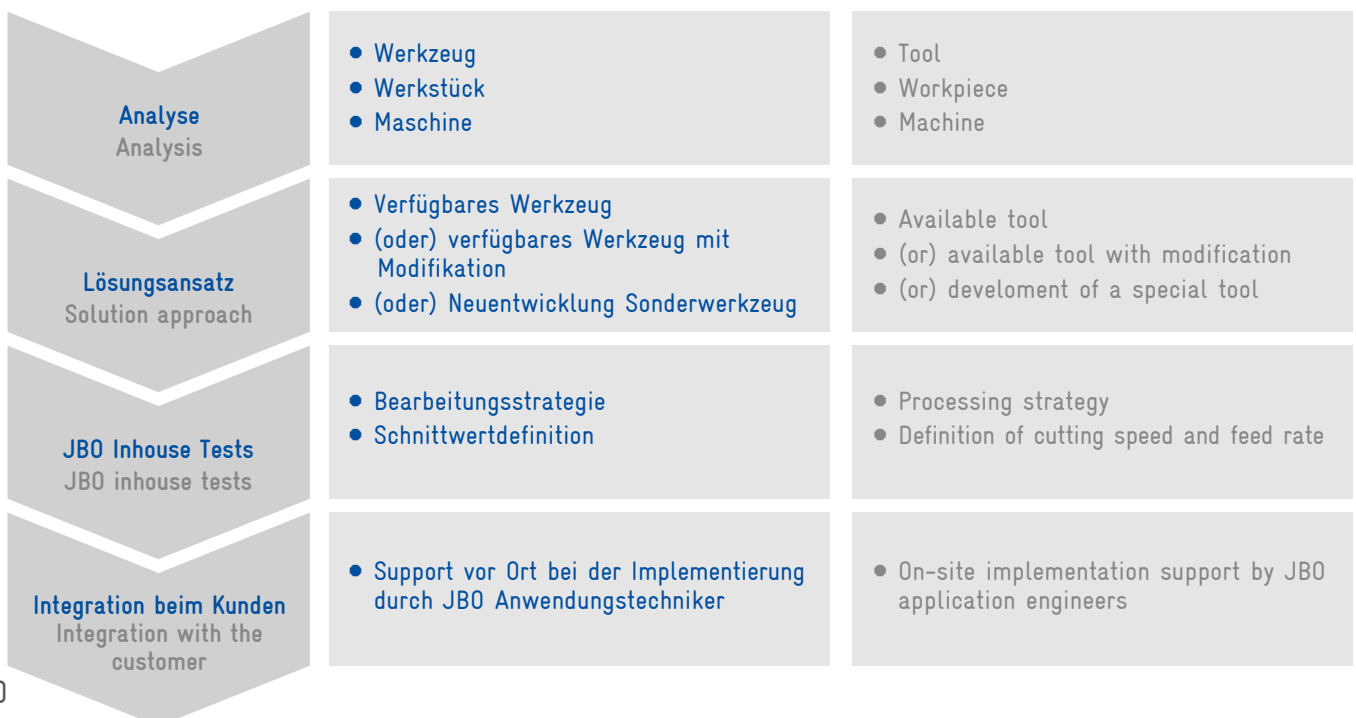 Analyse
Analysis
● Werkzeug
● Werkstück
● Maschine
● Tool
● Workpiece
● Machine
Lösungsansatz
Solution approach
● Verfügbares Werkzeug
● (oder) verfügbares Werkzeug mit
Modifikation
● (oder) Neuentwicklung Sonderwerkzeug
● Available tool
● (or) available tool with modification
● (or) develoment of a special tool
JBO Inhouse Tests
JBO inhouse tests
● Bearbeitungsstrategie
● Schnittwertdefinition
● Processing strategy
● Definition of cutting speed and feed rate
Integration beim Kunden
Integration with the
customer
● Support vor Ort bei der Implementierung
durch JBO Anwendungstechniker
● On-site implementation support by JBO
application engineers